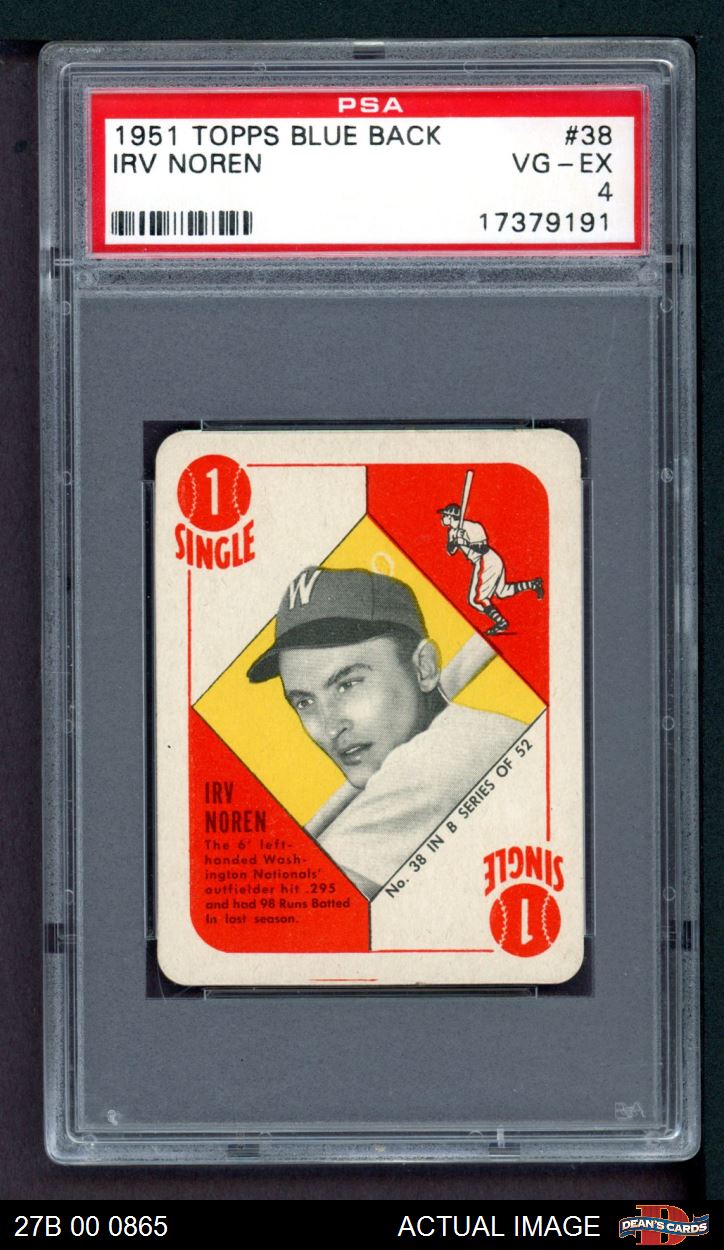 PSA
1951 TOPPS BLUE BACK #38
IRV NOREN VG-EX
4
17379191
1
SINGLE
W
IRV
NOREN
The 6' left-
handed Wash-
ington Nationals'
outfielder hit .295
and had 98 Runs Batted
In last season.
No. 38 IN B SERIES OF 52
SINGLE
1
27B 00 0865 ACTUAL IMAGE DEAN'S CARDS